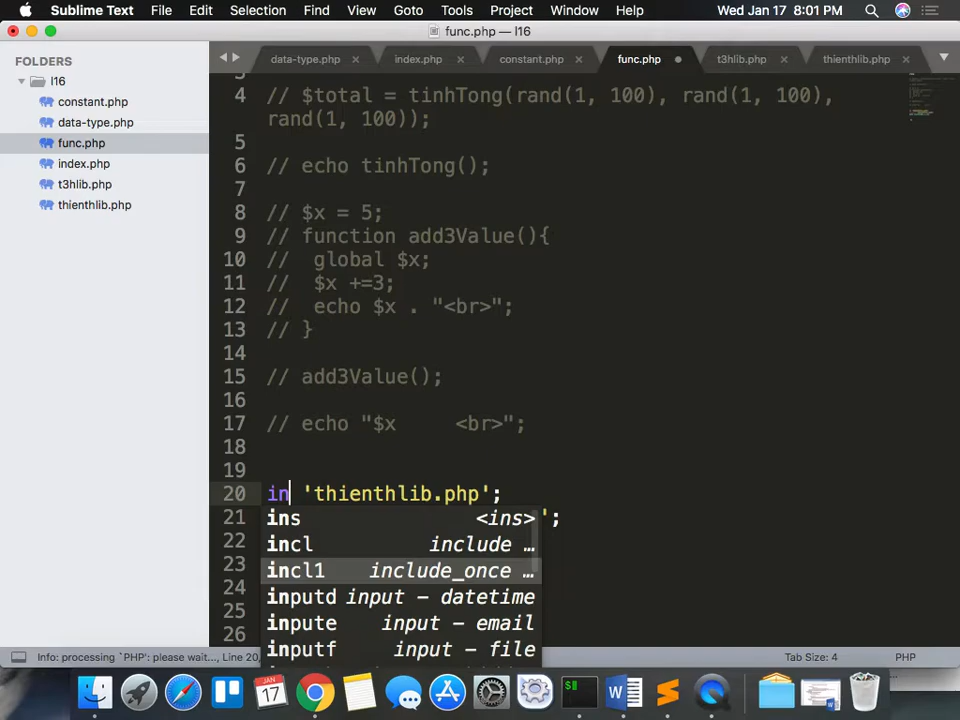 Sublime Text File Edit Selection Find View Goto Tools Project Window Help Wed Jan 17 8:01 PM
func.php — l16
FOLDERS
l16
constant.php
data-type.php
func.php
index.php
t3hlib.php
thienthlib.php
data-type.php × index.php × constant.php × func.php t3hlib.php × thienthlib.php ×
3
4 // $total = tinhTong(rand(1, 100), rand(1, 100),
rand(1, 100));
5
6 // echo tinhTong();
7
8 // $x = 5;
9 // function add3Value(){
10 // global $x;
11 // $x +=3;
12 // echo $x . "<br>";
13 // }
14
15 // add3Value();
16
17 // echo "$x <br>";
18
19
20 in 'thienthlib.php';
21 ';
22
23
24
25
26
ins <ins>
incl include …
incl1 include_once …
inputd input – datetime
inpute input – email
inputf input – file
Info: processing `PHP': please wait..., Line 20, Tab Size: 4 PHP
JAN
17